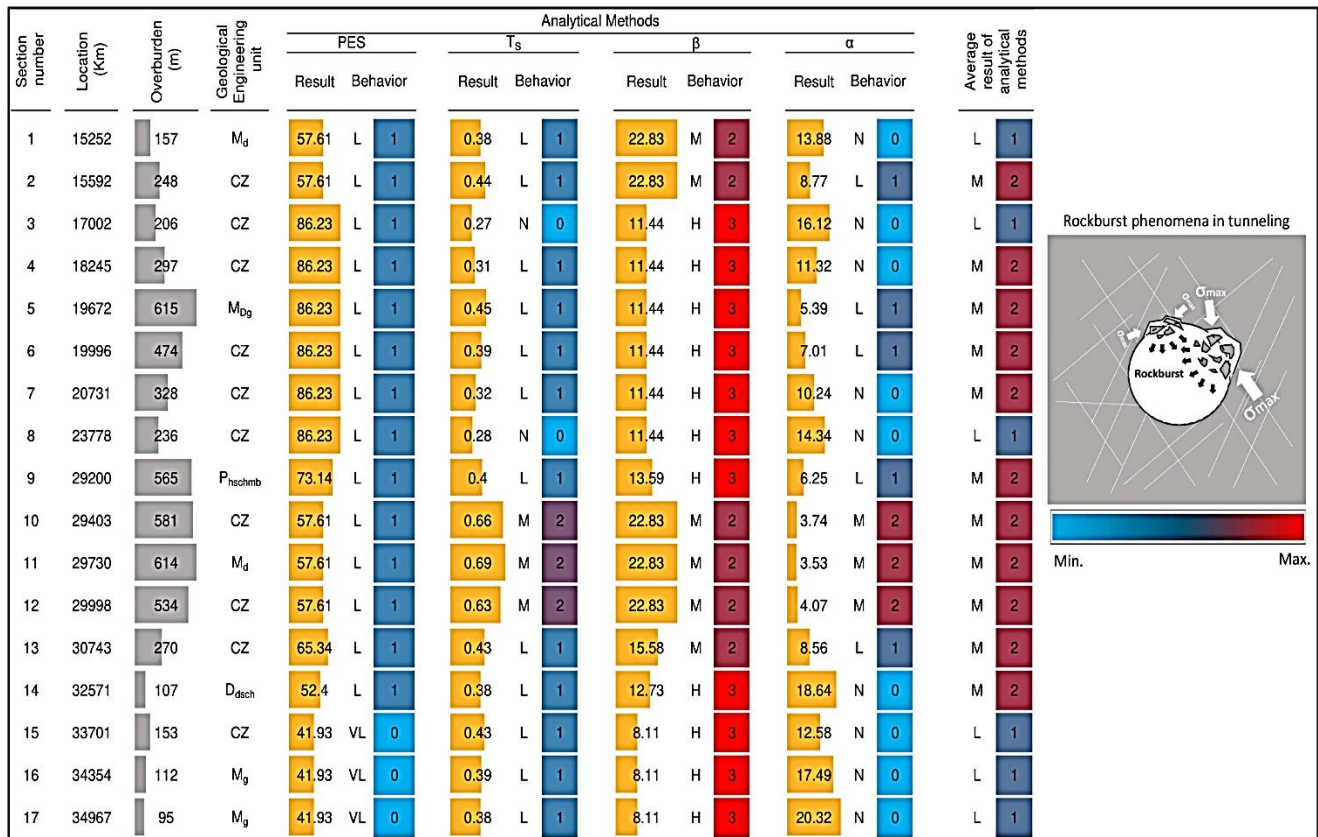 Analytical Methods
Section number
Location (Km)
Overburden (m)
Geological Engineering unit
PES
T_S
β
α
Average result of analytical methods
Result Behavior Result Behavior Result Behavior Result Behavior
1 15252 157 M_d 57.61 L 1 0.38 L 1 22.83 M 2 13.88 N 0 L 1
2 15592 248 CZ 57.61 L 1 0.44 L 1 22.83 M 2 8.77 L 1 M 2
3 17002 206 CZ 86.23 L 1 0.27 N 0 11.44 H 3 16.12 N 0 L 1
4 18245 297 CZ 86.23 L 1 0.31 L 1 11.44 H 3 11.32 N 0 M 2
5 19672 615 M_Dg 86.23 L 1 0.45 L 1 11.44 H 3 5.39 L 1 M 2
6 19996 474 CZ 86.23 L 1 0.39 L 1 11.44 H 3 7.01 L 1 M 2
7 20731 328 CZ 86.23 L 1 0.32 L 1 11.44 H 3 10.24 N 0 M 2
8 23778 236 CZ 86.23 L 1 0.28 N 0 11.44 H 3 14.34 N 0 L 1
9 29200 565 P_hschmb 73.14 L 1 0.4 L 1 13.59 H 3 6.25 L 1 M 2
10 29403 581 CZ 57.61 L 1 0.66 M 2 22.83 M 2 3.74 M 2 M 2
11 29730 614 M_d 57.61 L 1 0.69 M 2 22.83 M 2 3.53 M 2 M 2
12 29998 534 CZ 57.61 L 1 0.63 M 2 22.83 M 2 4.07 M 2 M 2
13 30743 270 CZ 65.34 L 1 0.43 L 1 15.58 M 2 8.56 L 1 M 2
14 32571 107 D_dsch 52.4 L 1 0.38 L 1 12.73 H 3 18.64 N 0 M 2
15 33701 153 CZ 41.93 VL 0 0.43 L 1 8.11 H 3 12.58 N 0 L 1
16 34354 112 M_g 41.93 VL 0 0.39 L 1 8.11 H 3 17.49 N 0 L 1
17 34967 95 M_g 41.93 VL 0 0.38 L 1 8.11 H 3 20.32 N 0 L 1
Rockburst phenomena in tunneling
σmax
Rockburst
σmax
Min. Max.